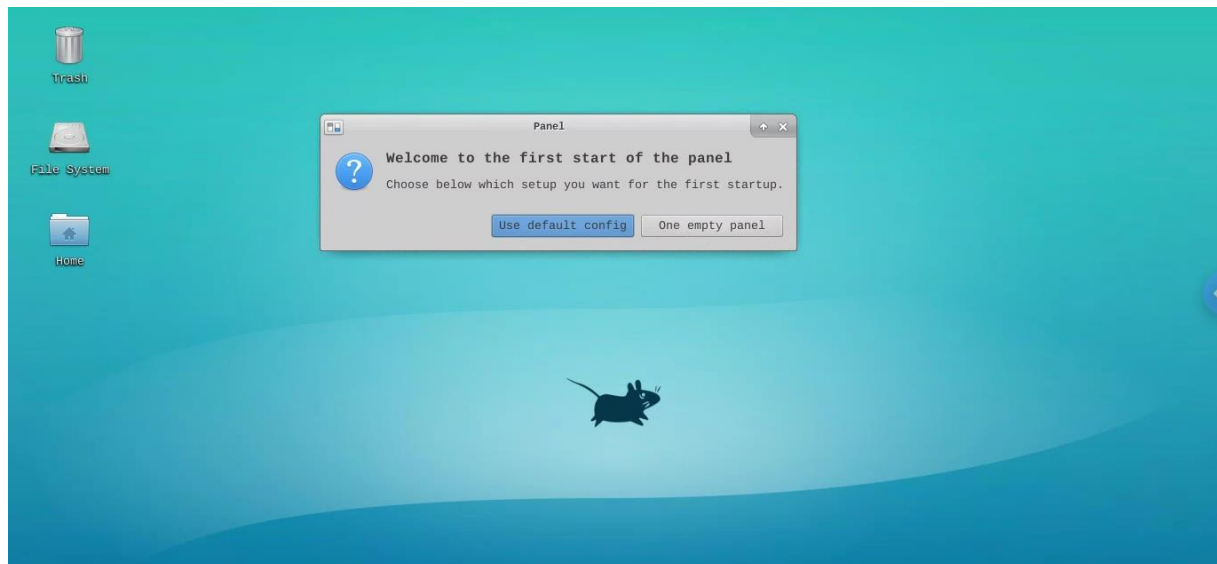 Trash
File System
Home
Panel
Welcome to the first start of the panel
Choose below which setup you want for the first startup.
Use default config
One empty panel